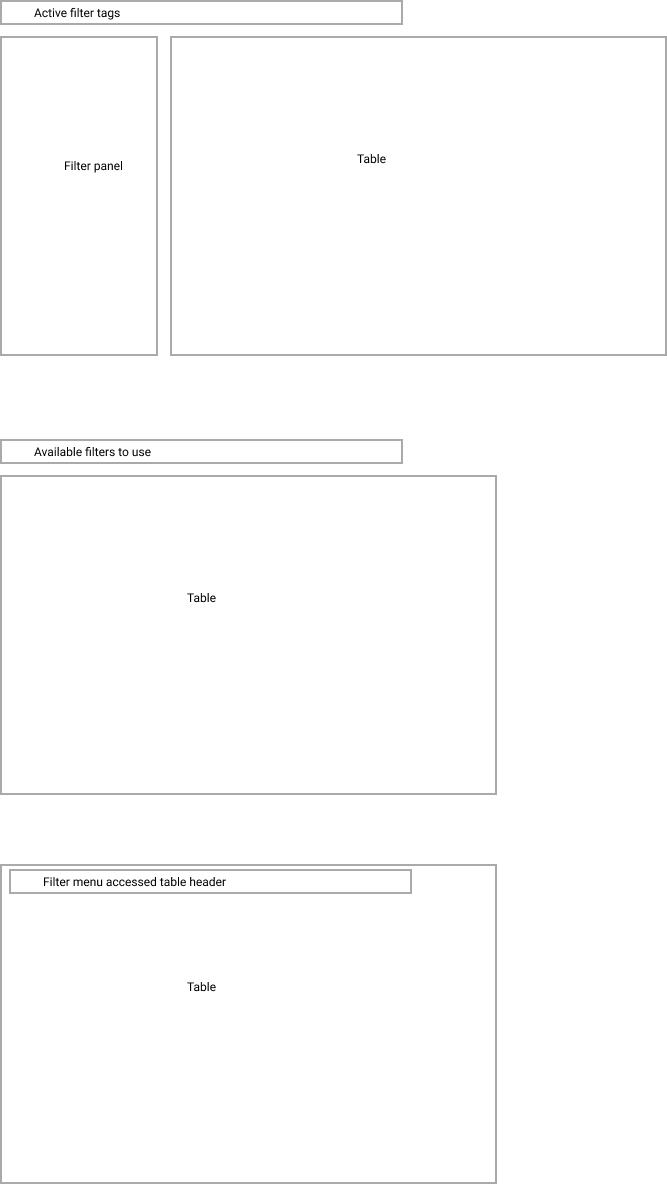 Active filter tags
Filter panel
Table
Available filters to use
Table
Filter menu accessed table header
Table